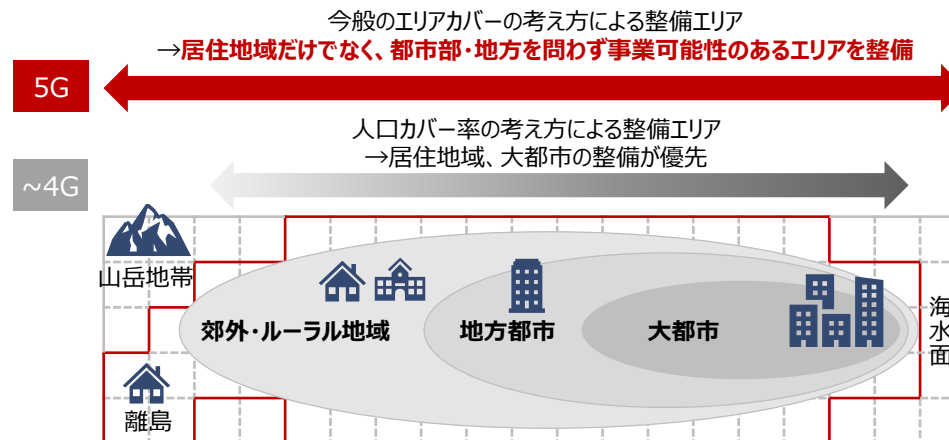 今般のエリアカバーの考え方による整備エリア
→居住地域だけでなく、都市部・地方を問わず事業可能性のあるエリアを整備
5G
人口カバー率の考え方による整備エリア
→居住地域、大都市の整備が優先
~4G
山岳地帯
郊外・ルーラル地域
地方都市
大都市
海水面
離島